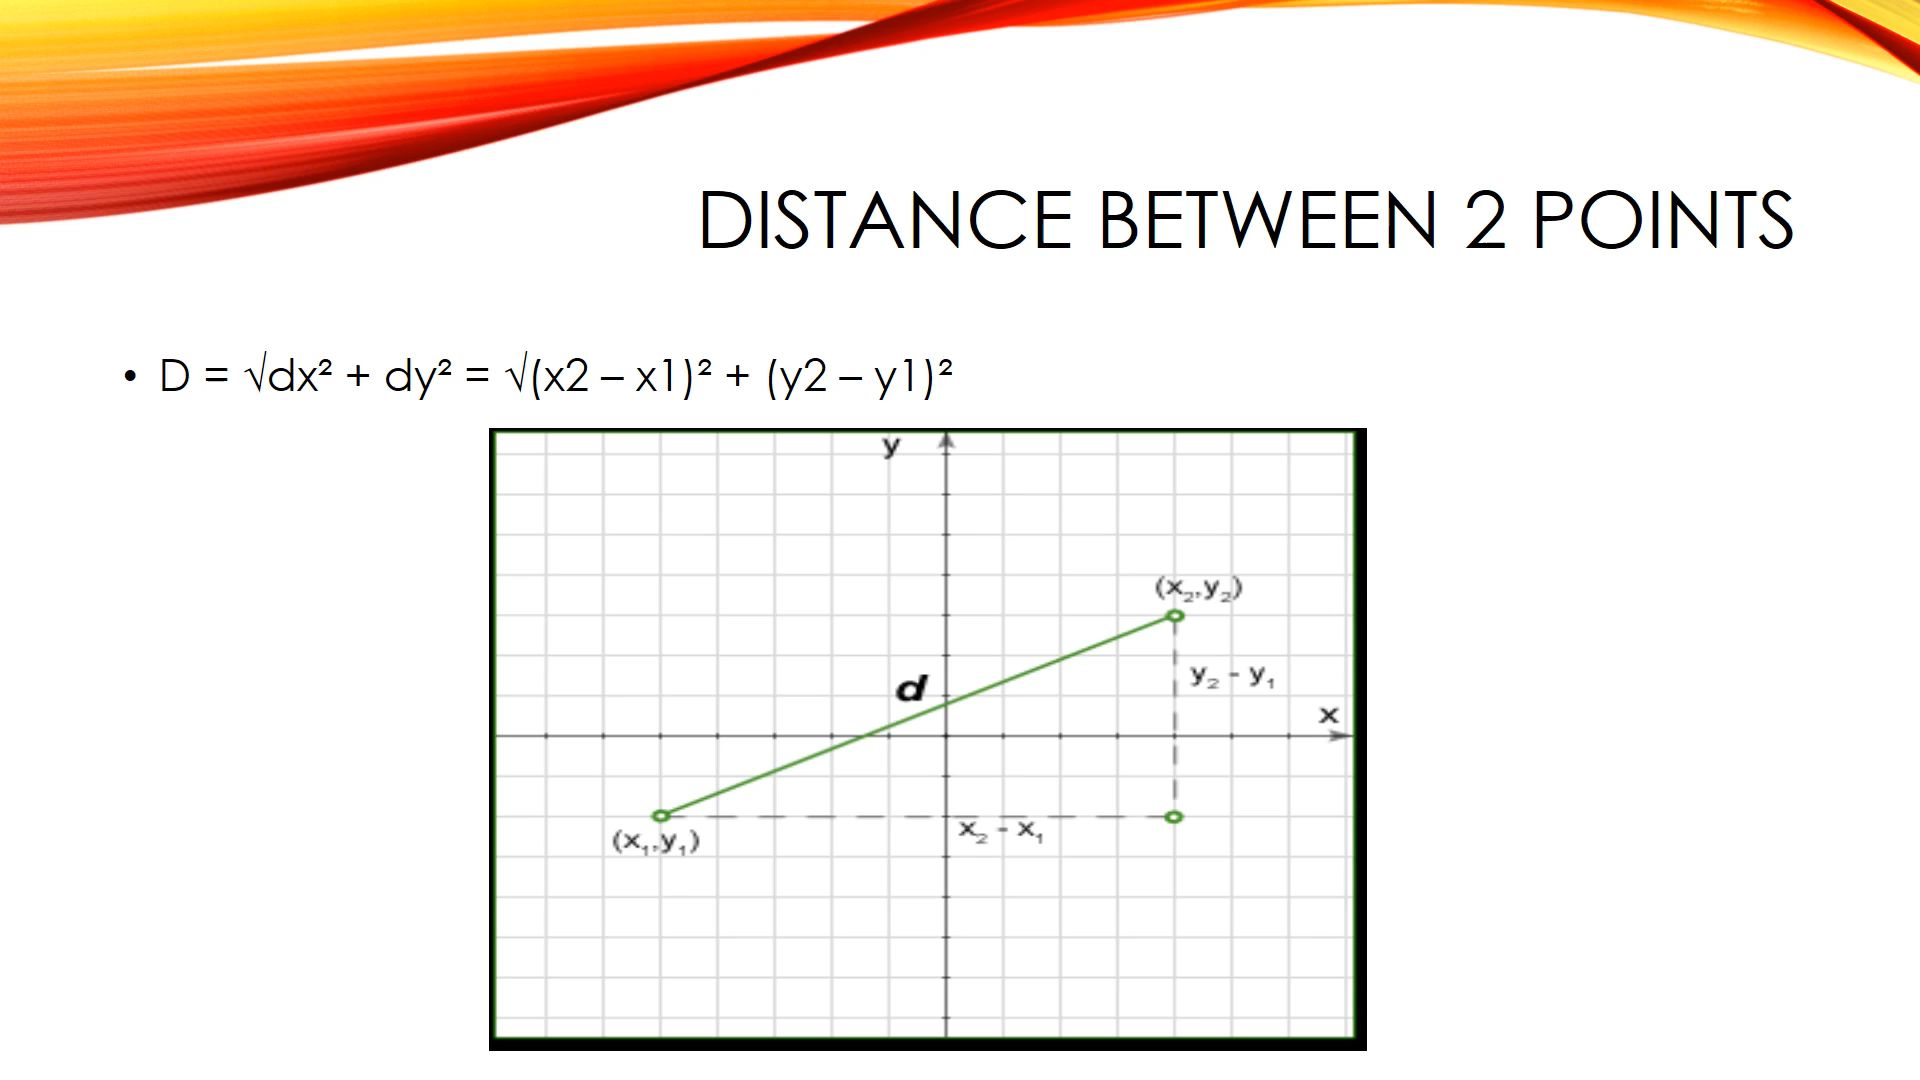 DISTANCE BETWEEN 2 POINTS
• D = √dx² + dy² = √(x2 – x1)² + (y2 – y1)²
y
(x₂,y₂)
d
y₂ - y₁
x
x₂ - x₁
(x₁,y₁)